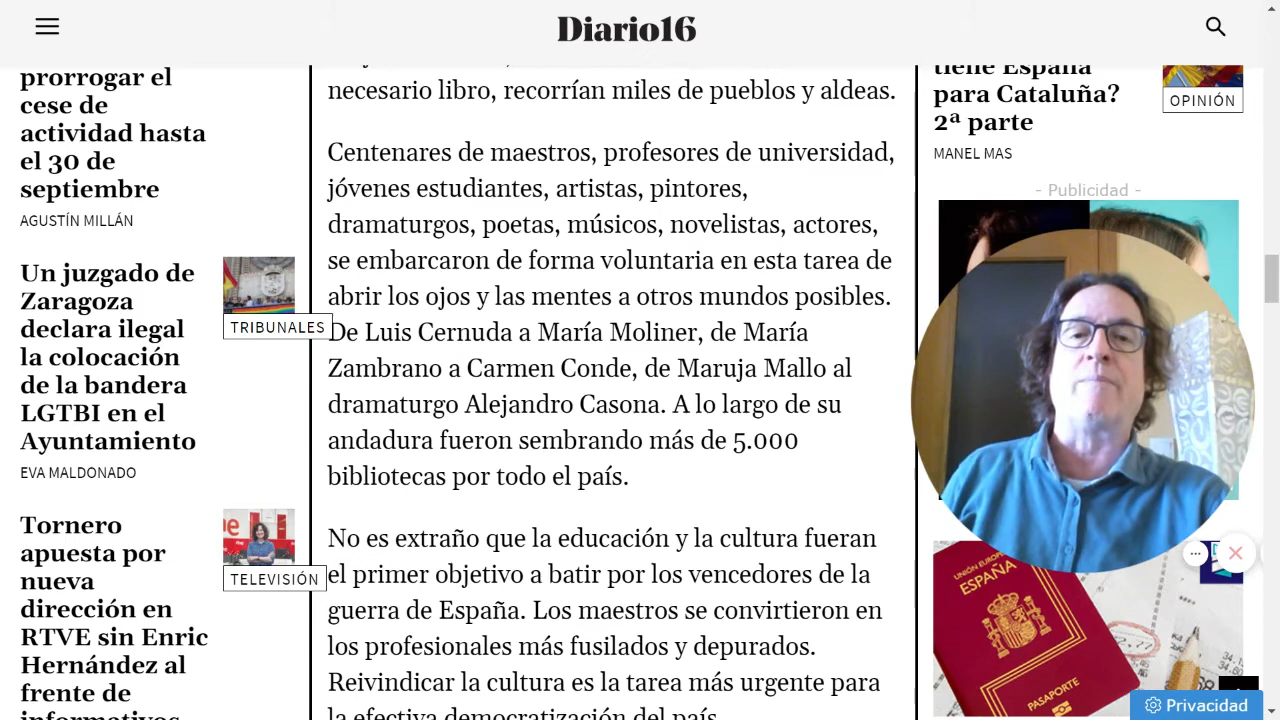 Diario16
prorrogar el
cese de
actividad hasta
el 30 de
septiembre
AGUSTÍN MILLÁN
Un juzgado de
Zaragoza
declara ilegal
la colocación
de la bandera
LGTBI en el
Ayuntamiento
EVA MALDONADO
TRIBUNALES
Tornero
apuesta por
nueva
dirección en
RTVE sin Enric
Hernández al
frente de
informativos
TELEVISIÓN
necesario libro, recorrían miles de pueblos y aldeas.
Centenares de maestros, profesores de universidad,
jóvenes estudiantes, artistas, pintores,
dramaturgos, poetas, músicos, novelistas, actores,
se embarcaron de forma voluntaria en esta tarea de
abrir los ojos y las mentes a otros mundos posibles.
De Luis Cernuda a María Moliner, de María
Zambrano a Carmen Conde, de Maruja Mallo al
dramaturgo Alejandro Casona. A lo largo de su
andadura fueron sembrando más de 5.000
bibliotecas por todo el país.
No es extraño que la educación y la cultura fueran
el primer objetivo a batir por los vencedores de la
guerra de España. Los maestros se convirtieron en
los profesionales más fusilados y depurados.
Reivindicar la cultura es la tarea más urgente para
la efectiva democratización del país.
tiene España
para Cataluña?
2ª parte
MANEL MAS
OPINIÓN
- Publicidad -
UNIÓN EUROPEA
ESPAÑA
PASAPORTE
Privacidad